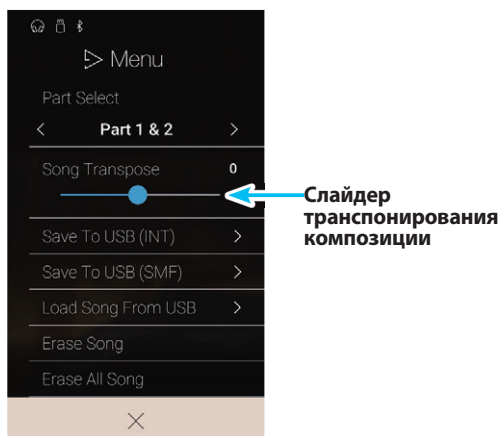 Menu
Part Select
< Part 1 & 2 >
Song Transpose 0
Слайдер
транспонирования
композиции
Save To USB (INT) >
Save To USB (SMF) >
Load Song From USB >
Erase Song
Erase All Song